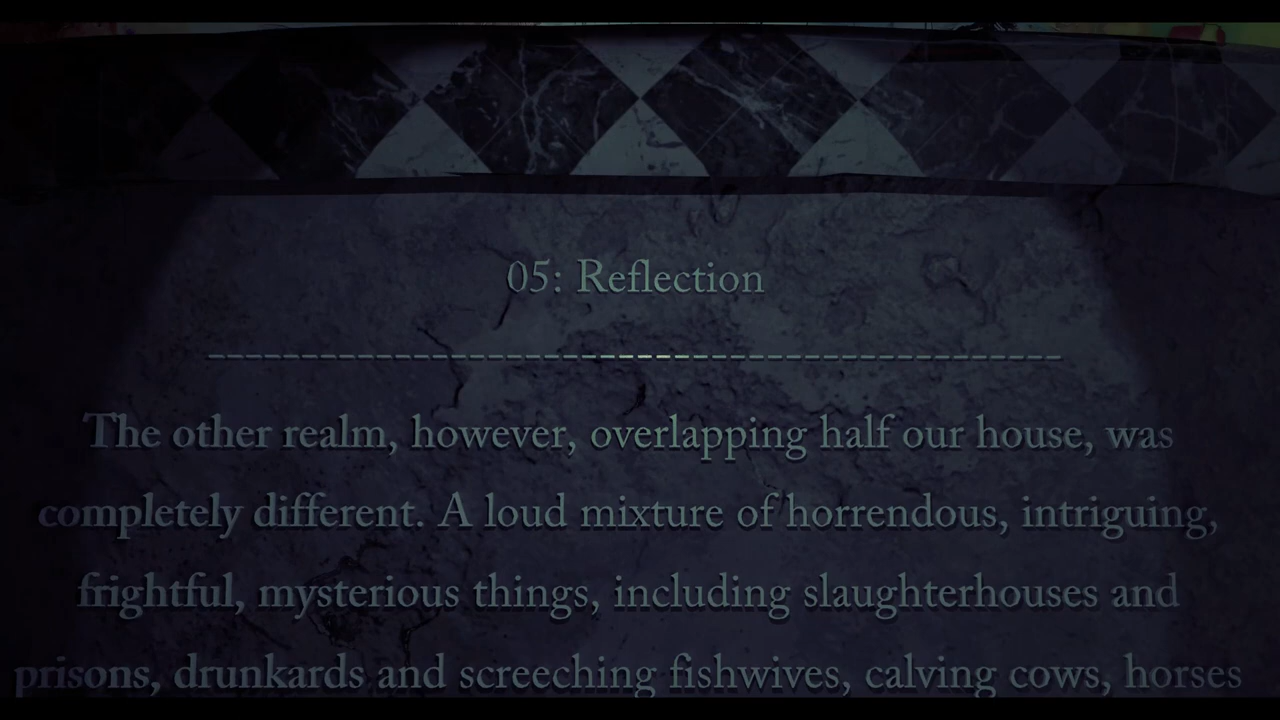 05: Reflection
The other realm, however, overlapping half our house, was
completely different. A loud mixture of horrendous, intriguing,
frightful, mysterious things, including slaughterhouses and
prisons, drunkards and screeching fishwives, calving cows, horses